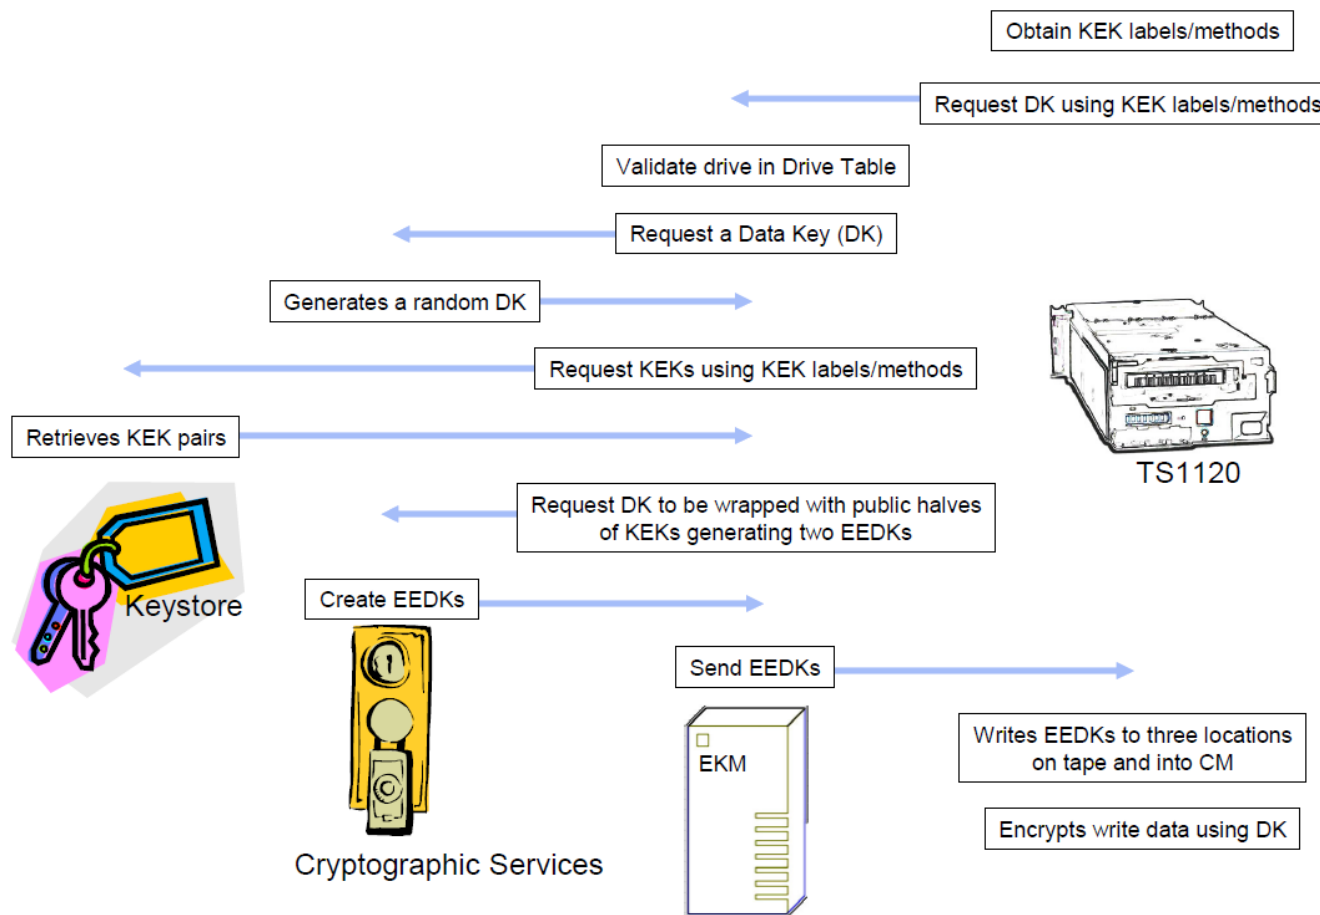 Obtain KEK labels/methods
Request DK using KEK labels/methods
Validate drive in Drive Table
Request a Data Key (DK)
Generates a random DK
Request KEKs using KEK labels/methods
Retrieves KEK pairs
TS1120
Request DK to be wrapped with public halves
of KEKs generating two EEDKs
Keystore
Create EEDKs
Send EEDKs
Writes EEDKs to three locations
on tape and into CM
EKM
Encrypts write data using DK
Cryptographic Services